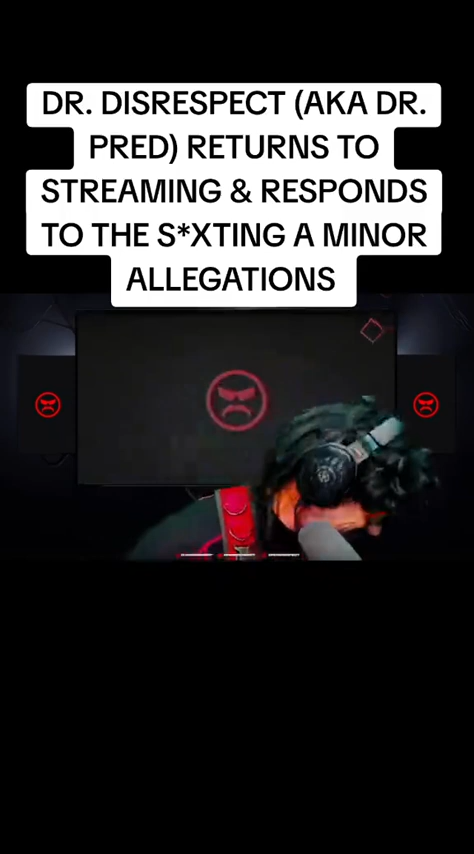 DR. DISRESPECT (AKA DR.
PRED) RETURNS TO
STREAMING & RESPONDS
TO THE S*XTING A MINOR
ALLEGATIONS